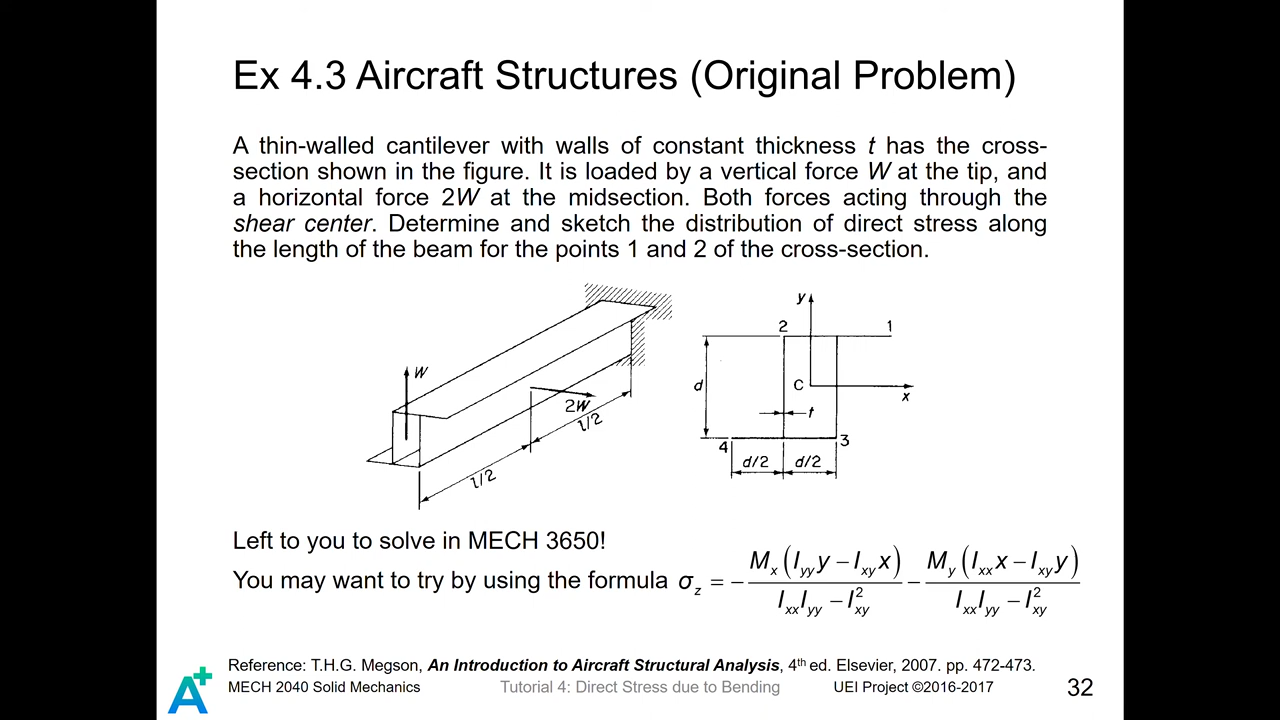 Ex 4.3 Aircraft Structures (Original Problem)
A thin-walled cantilever with walls of constant thickness t has the cross-
section shown in the figure. It is loaded by a vertical force W at the tip, and
a horizontal force 2W at the midsection. Both forces acting through the
shear center. Determine and sketch the distribution of direct stress along
the length of the beam for the points 1 and 2 of the cross-section.
W
2W
l/2
l/2
y
2
1
d
C
x
t
4
3
d/2
d/2
Left to you to solve in MECH 3650!
You may want to try by using the formula σ_z = − M_x (I_yy y − I_xy x) / (I_xx I_yy − I_xy^2) − M_y (I_xx x − I_xy y) / (I_xx I_yy − I_xy^2)
Reference: T.H.G. Megson, An Introduction to Aircraft Structural Analysis, 4th ed. Elsevier, 2007. pp. 472-473.
A+
MECH 2040 Solid Mechanics
Tutorial 4: Direct Stress due to Bending
UEI Project ©2016-2017
32